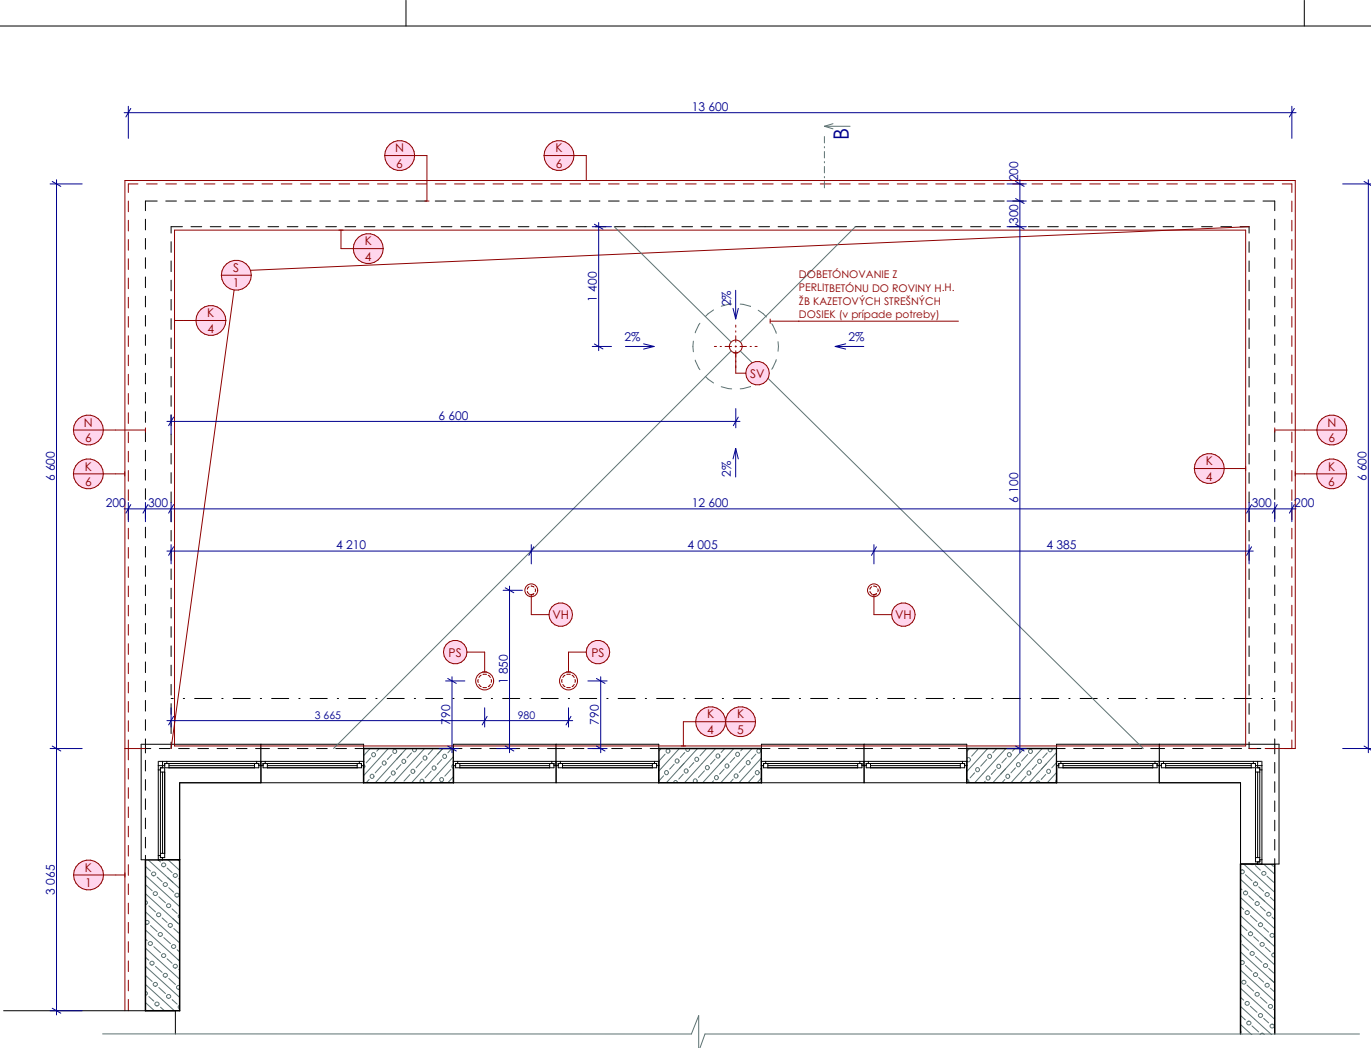 13 600
B
N
6
K
6
200
300
K
4
S
1
1 400
DOBETÓNOVANIE Z
PERLITBETÓNU DO ROVINY H.H.
ŽB KAZETOVÝCH STREŠNÝCH
DOSIEK (v prípade potreby)
2%
K
4
2%
2%
SV
6 600
N
6
N
6
6 600
2%
K
4
6 600
K
6
K
6
6 100
200
300
12 600
300
200
4 210
4 005
4 385
VH
VH
PS
PS
1 850
3 665
790
980
790
K
4
K
5
K
1
3 065